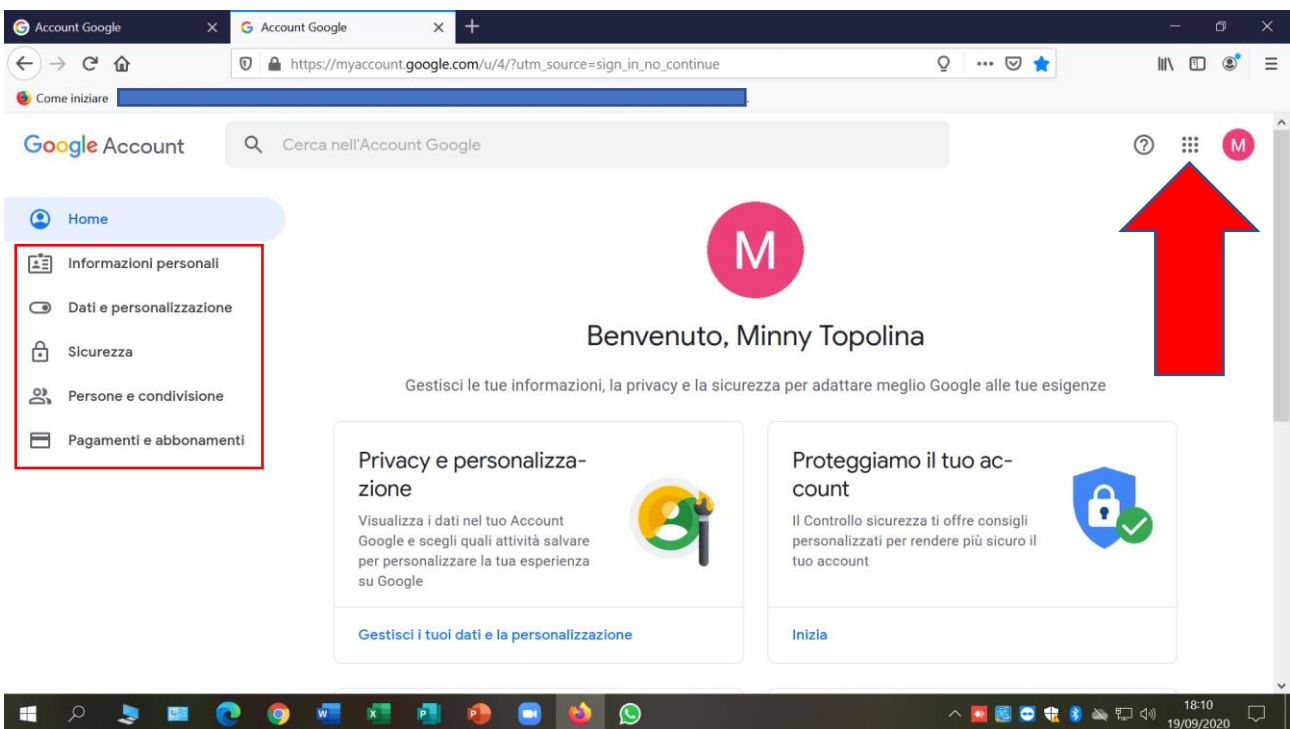 Account Google
Account Google
https://myaccount.google.com/u/4/?utm_source=sign_in_no_continue
Come iniziare
Google Account
Cerca nell'Account Google
M
Home
Informazioni personali
Dati e personalizzazione
Sicurezza
Persone e condivisione
Pagamenti e abbonamenti
M
Benvenuto, Minny Topolina
Gestisci le tue informazioni, la privacy e la sicurezza per adattare meglio Google alle tue esigenze
Privacy e personalizza-
zione
Visualizza i dati nel tuo Account
Google e scegli quali attività salvare
per personalizzare la tua esperienza
su Google
Gestisci i tuoi dati e la personalizzazione
Proteggiamo il tuo ac-
count
Il Controllo sicurezza ti offre consigli
personalizzati per rendere più sicuro il
tuo account
Inizia
18:10
19/09/2020